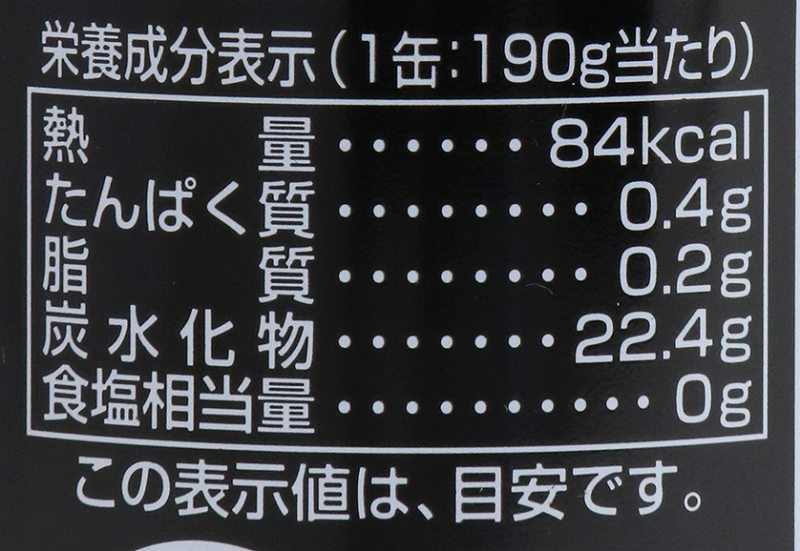 栄養成分表示(1缶:190g当たり)
熱量・・・・・・84kcal
たんぱく質・・・・・・・・0.4g
脂質・・・・・・・・0.2g
炭水化物・・・・・・・22.4g
食塩相当量・・・・・・・・・・0g
この表示値は、目安です。